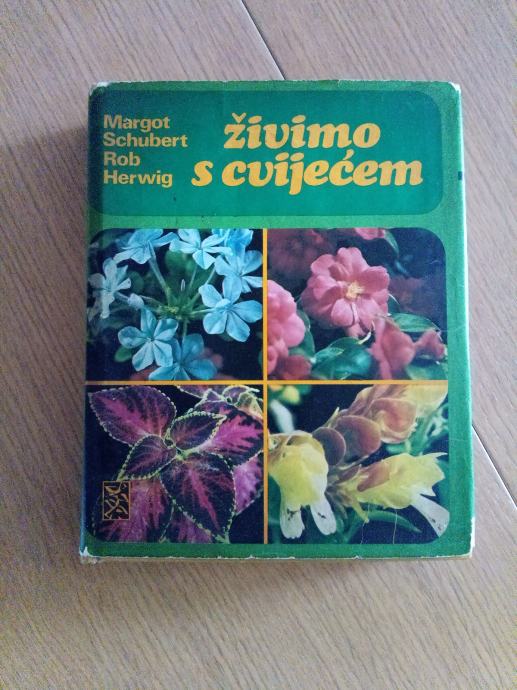 Margot
Schubert
Rob
Herwig
živimo
s cvijećem